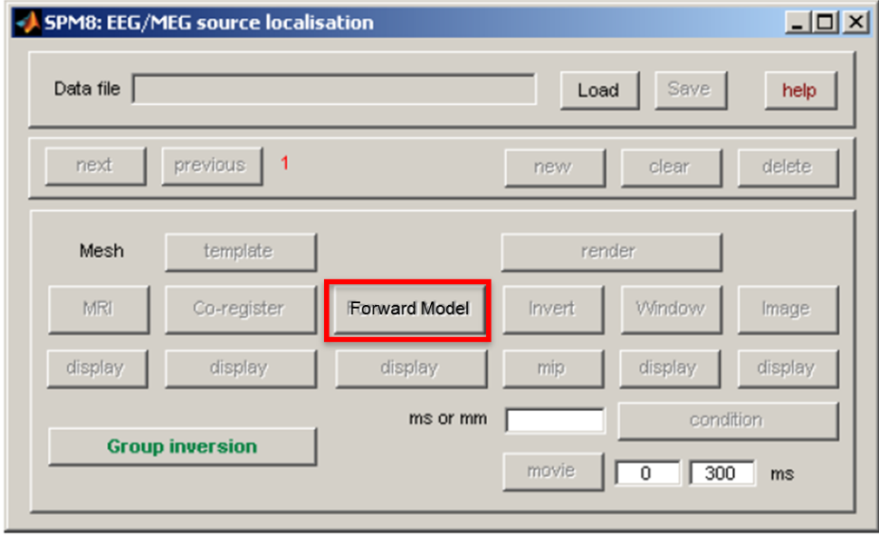 SPM8: EEG/MEG source localisation
Data file Load Save help
next previous 1 new clear delete
Mesh template render
MRI Co-register Forward Model Invert Window Image
display display display mip display display
ms or mm condition
Group inversion
movie 0 300 ms